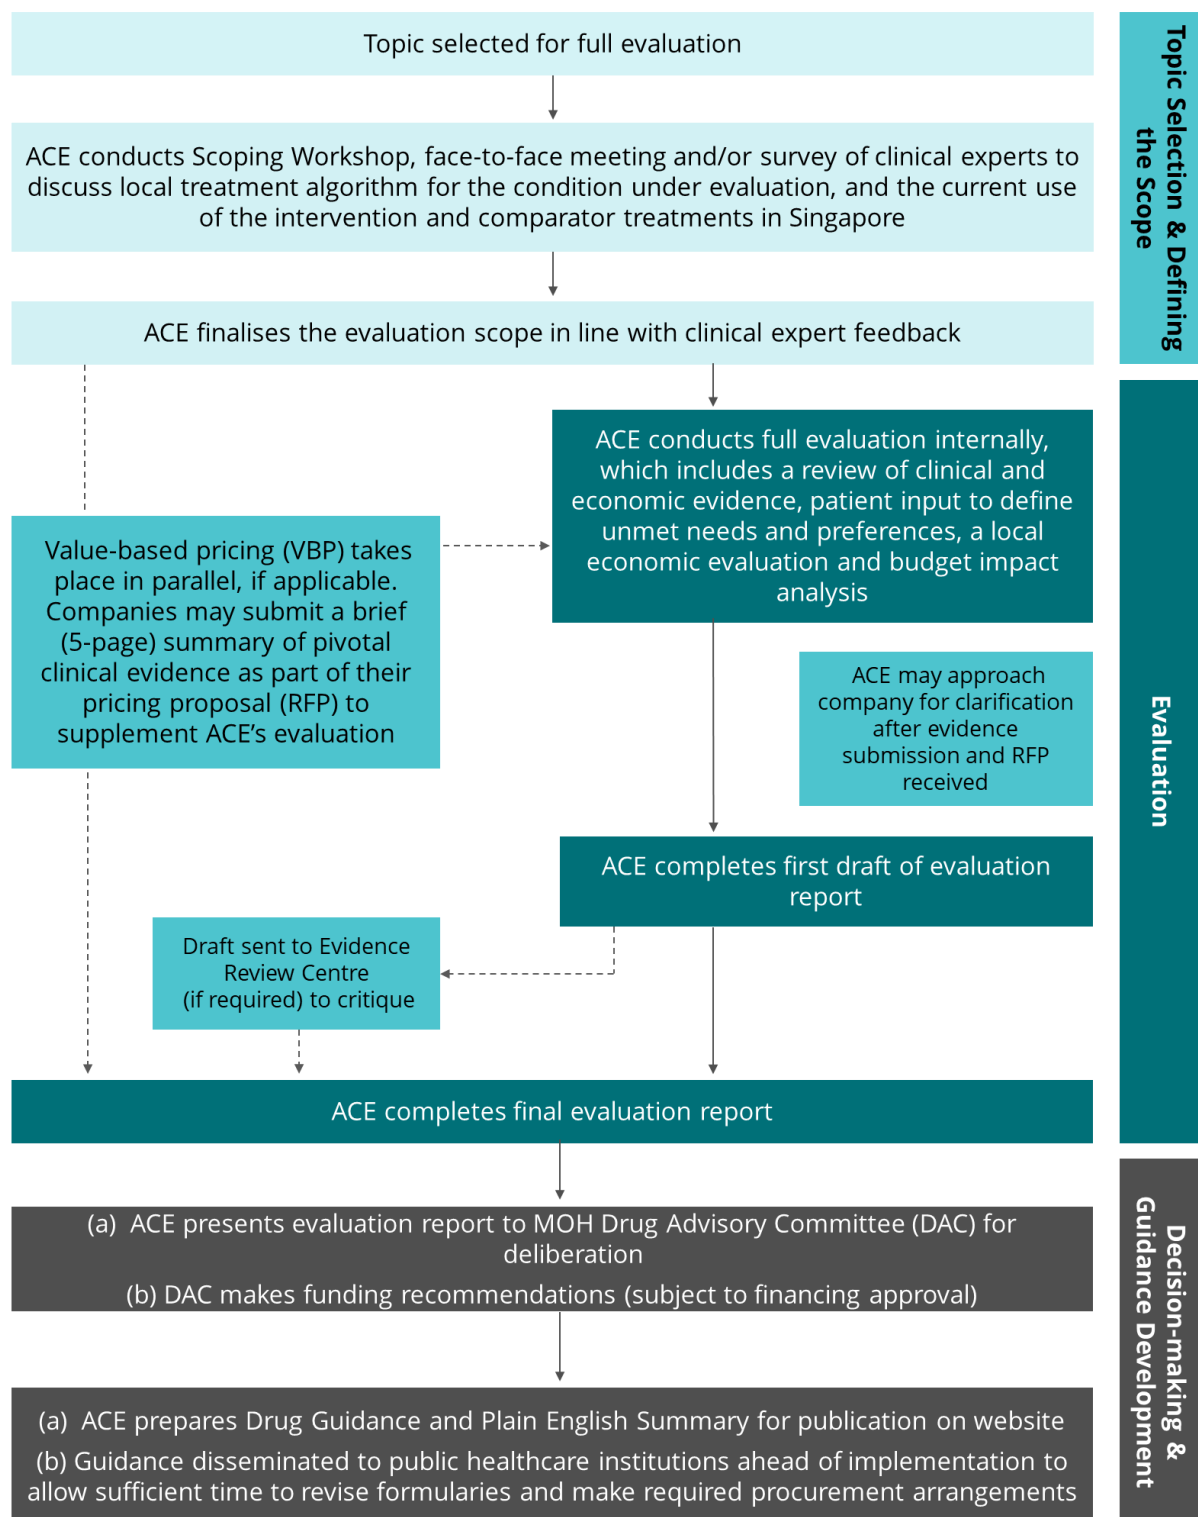 Topic selected for full evaluation
ACE conducts Scoping Workshop, face-to-face meeting and/or survey of clinical experts to
discuss local treatment algorithm for the condition under evaluation, and the current use
of the intervention and comparator treatments in Singapore
ACE finalises the evaluation scope in line with clinical expert feedback
Topic Selection & Defining
the Scope
ACE conducts full evaluation internally,
which includes a review of clinical and
economic evidence, patient input to define
unmet needs and preferences, a local
economic evaluation and budget impact
analysis
Value-based pricing (VBP) takes
place in parallel, if applicable.
Companies may submit a brief
(5-page) summary of pivotal
clinical evidence as part of their
pricing proposal (RFP) to
supplement ACE’s evaluation
ACE may approach
company for clarification
after evidence
submission and RFP
received
ACE completes first draft of evaluation
report
Draft sent to Evidence
Review Centre
(if required) to critique
ACE completes final evaluation report
Evaluation
(a) ACE presents evaluation report to MOH Drug Advisory Committee (DAC) for
deliberation
(b) DAC makes funding recommendations (subject to financing approval)
(a) ACE prepares Drug Guidance and Plain English Summary for publication on website
(b) Guidance disseminated to public healthcare institutions ahead of implementation to
allow sufficient time to revise formularies and make required procurement arrangements
Decision-making &
Guidance Development